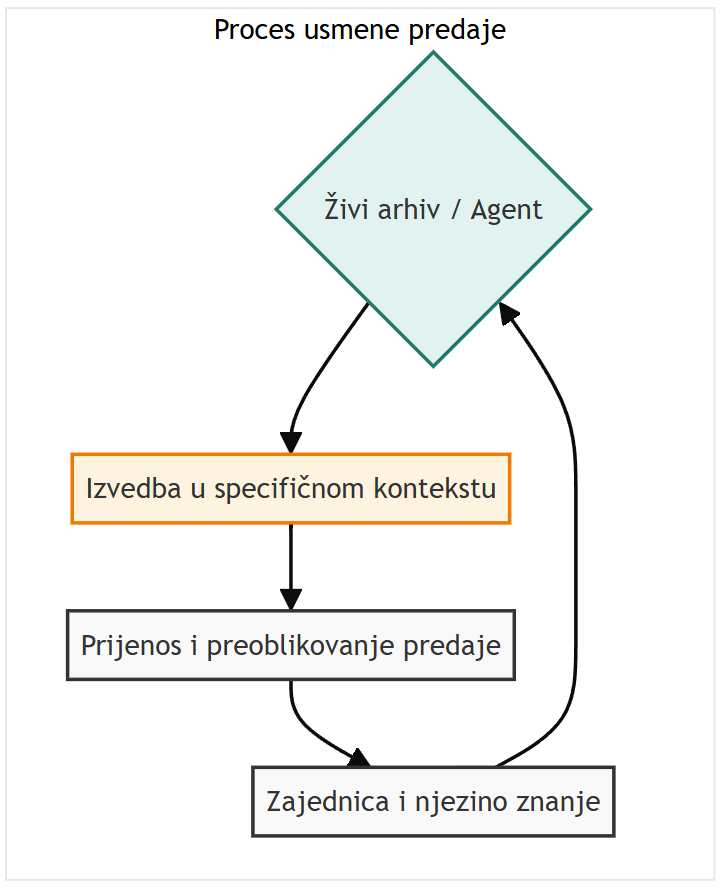 Proces usmene predaje
Živi arhiv / Agent
Izvedba u specifičnom kontekstu
Prijenos i preoblikovanje predaje
Zajednica i njezino znanje